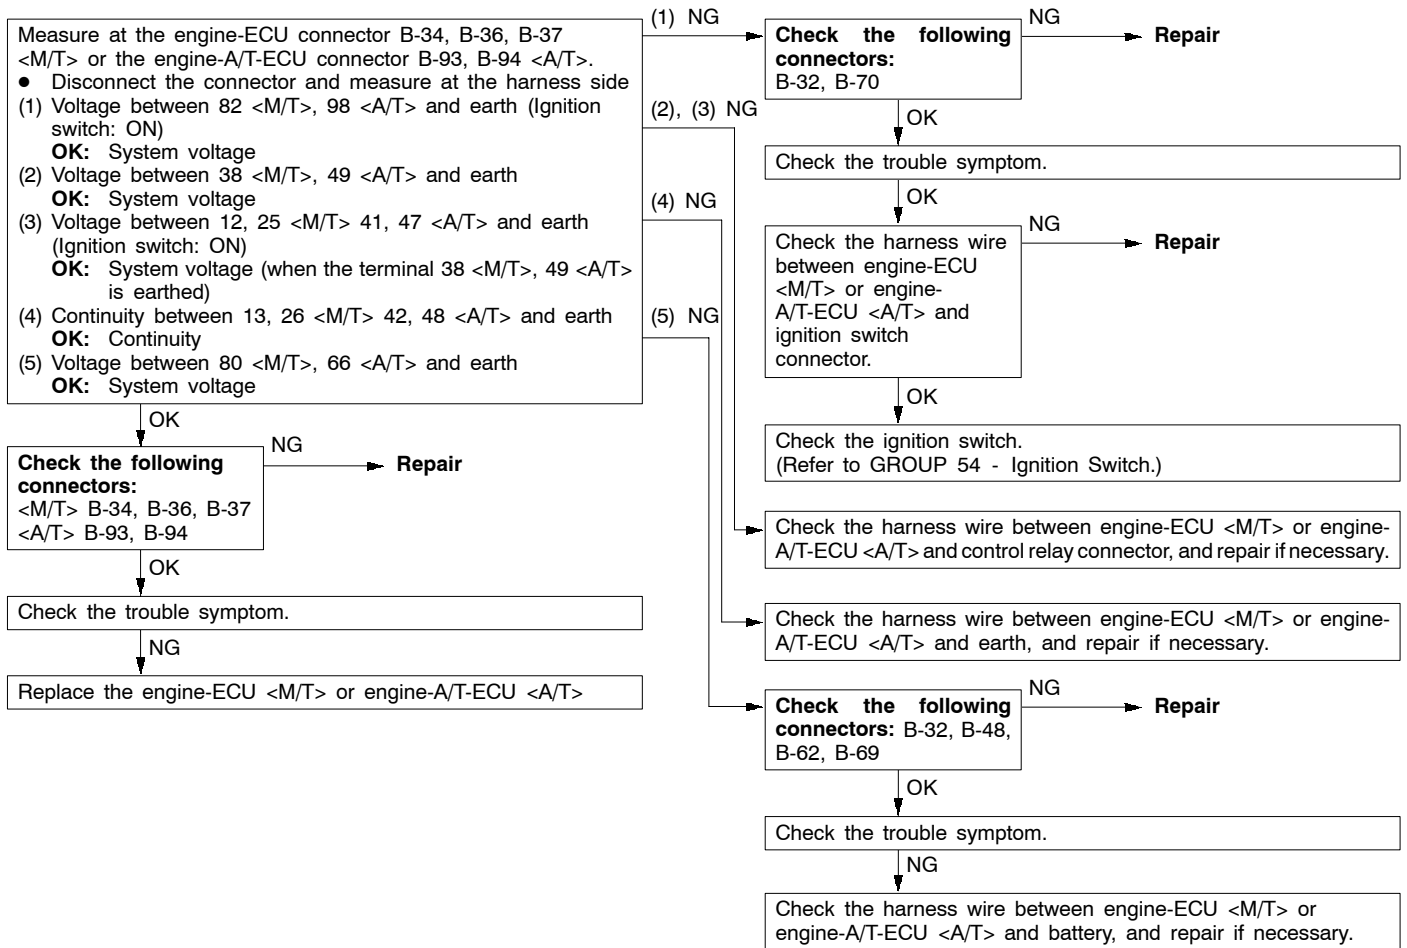 Measure at the engine-ECU connector B-34, B-36, B-37
<M/T> or the engine-A/T-ECU connector B-93, B-94 <A/T>.
● Disconnect the connector and measure at the harness side
(1) Voltage between 82 <M/T>, 98 <A/T> and earth (Ignition
switch: ON)
OK: System voltage
(2) Voltage between 38 <M/T>, 49 <A/T> and earth
OK: System voltage
(3) Voltage between 12, 25 <M/T> 41, 47 <A/T> and earth
(Ignition switch: ON)
OK: System voltage (when the terminal 38 <M/T>, 49 <A/T>
is earthed)
(4) Continuity between 13, 26 <M/T> 42, 48 <A/T> and earth
OK: Continuity
(5) Voltage between 80 <M/T>, 66 <A/T> and earth
OK: System voltage
OK
Check the following
connectors:
<M/T> B-34, B-36, B-37
<A/T> B-93, B-94
NG
Repair
OK
Check the trouble symptom.
NG
Replace the engine-ECU <M/T> or engine-A/T-ECU <A/T>
(1) NG
Check the following
connectors:
B-32, B-70
NG
Repair
OK
Check the trouble symptom.
OK
Check the harness wire
between engine-ECU
<M/T> or engine-
A/T-ECU <A/T> and
ignition switch
connector.
NG
Repair
OK
Check the ignition switch.
(Refer to GROUP 54 - Ignition Switch.)
(2), (3) NG
Check the harness wire between engine-ECU <M/T> or engine-
A/T-ECU <A/T> and control relay connector, and repair if necessary.
(4) NG
Check the harness wire between engine-ECU <M/T> or engine-
A/T-ECU <A/T> and earth, and repair if necessary.
(5) NG
Check the following
connectors: B-32, B-48,
B-62, B-69
NG
Repair
OK
Check the trouble symptom.
NG
Check the harness wire between engine-ECU <M/T> or
engine-A/T-ECU <A/T> and battery, and repair if necessary.